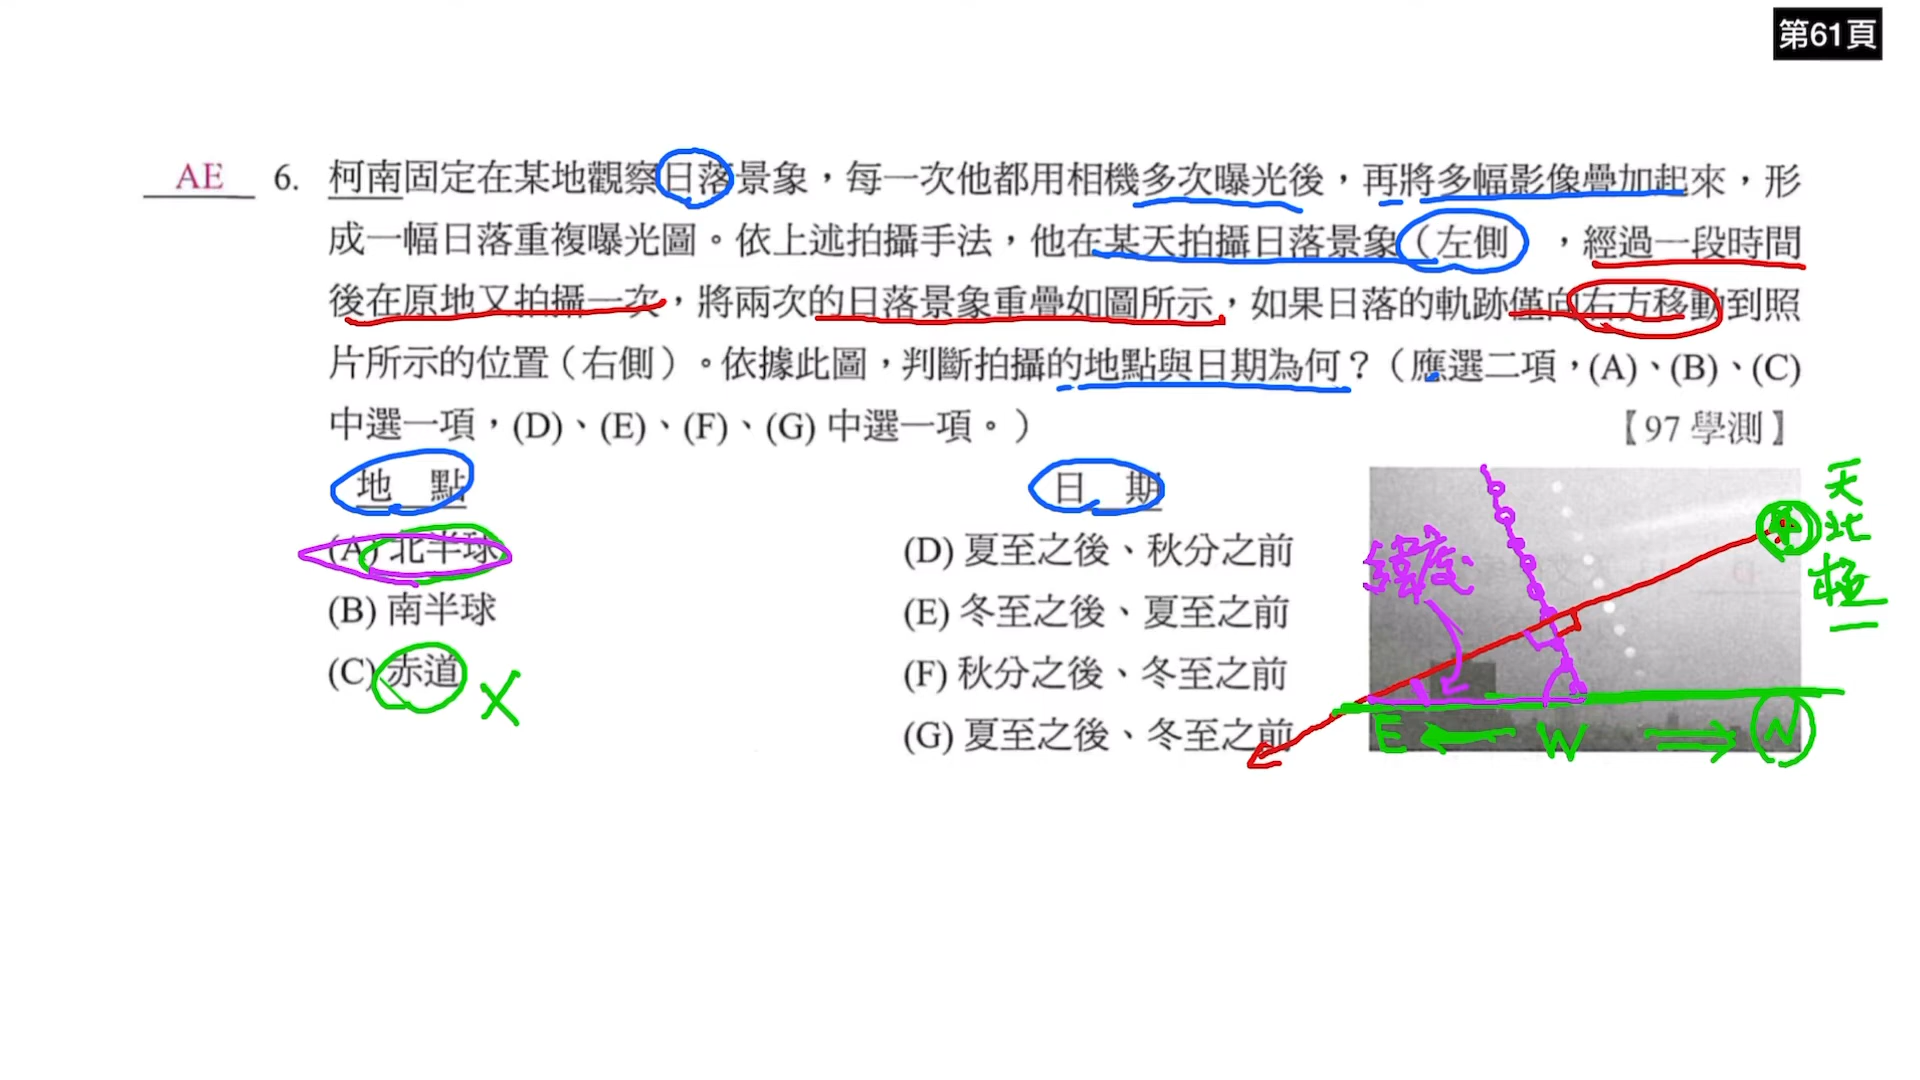 第61頁
AE 6. 柯南固定在某地觀察日落景象，每一次他都用相機多次曝光後，再將多幅影像疊加起來，形
成一幅日落重複曝光圖。依上述拍攝手法，他在某天拍攝日落景象（左側 ，經過一段時間
後在原地又拍攝一次，將兩次的日落景象重疊如圖所示，如果日落的軌跡僅向右方移動到照
片所示的位置（右側）。依據此圖，判斷拍攝的地點與日期為何？（應選二項，(A)、(B)、(C)
中選一項，(D)、(E)、(F)、(G) 中選一項。）　【97 學測】
地　點　日　期
(A) 北半球　(D) 夏至之後、秋分之前
(B) 南半球　(E) 冬至之後、夏至之前
(C) 赤道 X　(F) 秋分之後、冬至之前
(G) 夏至之後、冬至之前
天
北
極
緯度
E W N